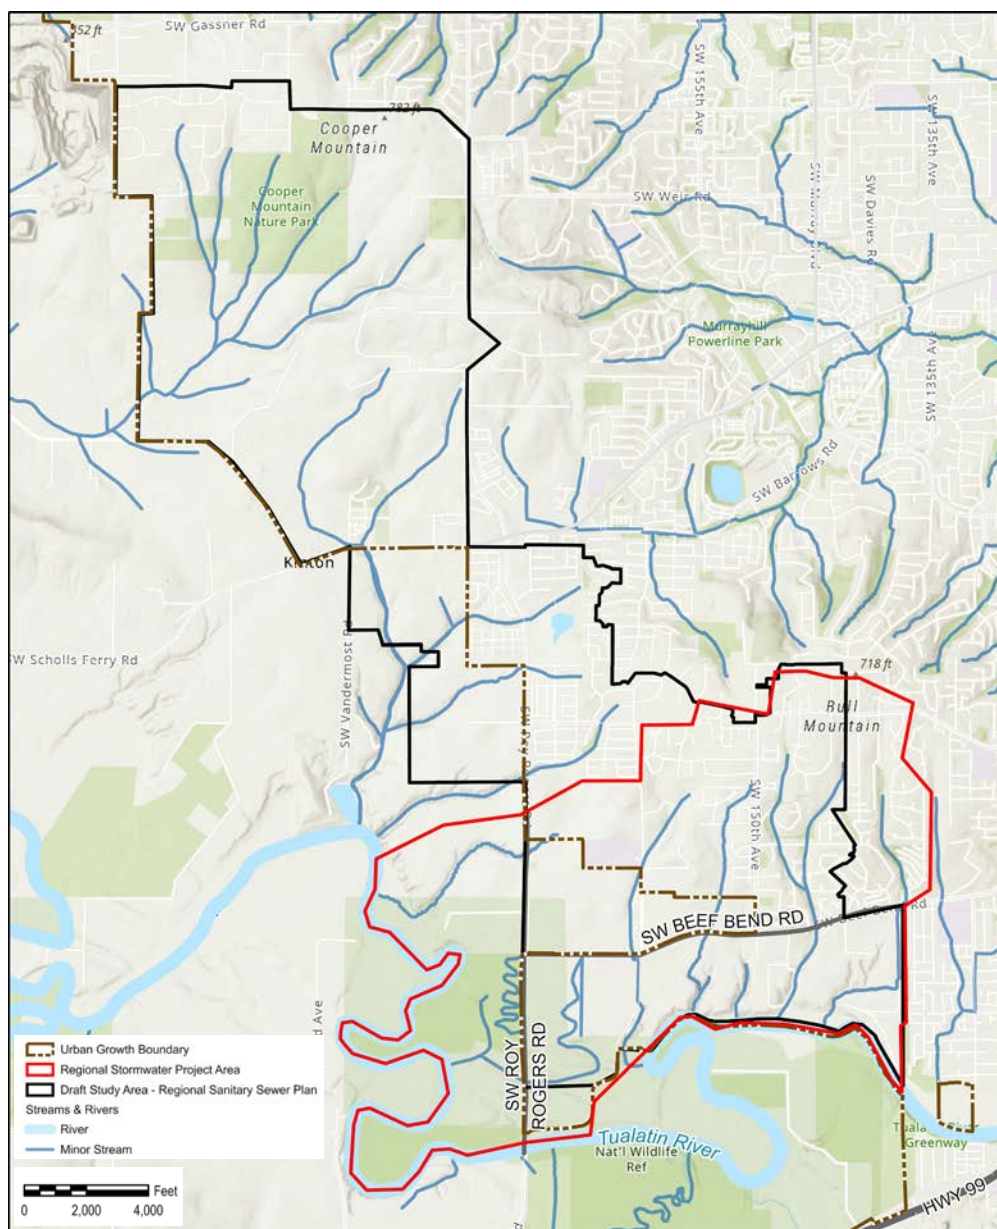 SW Gassner Rd
782 ft
Cooper
Mountain
SW 155th Ave
SW 135th Ave
Cooper
Mountain
Nature Park
SW Weir Rd
SW Davies Rd
Murrayhill
Powerline Park
SW 135th Ave
SW Barrows Rd
SW Scholls Ferry Rd
SW Vandermost Rd
718 ft
Bull
Mountain
SW 150th Ave
SW BEEF BEND RD
SW ROY
ROGERS RD
Tualatin River
Nat'l Wildlife
Ref
Greenway
HWY 99
Urban Growth Boundary
Regional Stormwater Project Area
Draft Study Area - Regional Sanitary Sewer Plan
Streams & Rivers
River
Minor Stream
Feet
0 2,000 4,000